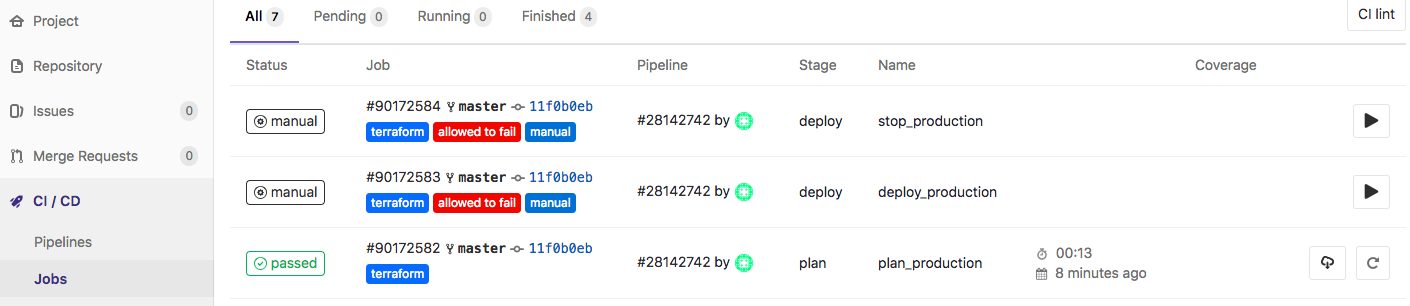 Project
Repository
Issues 0
Merge Requests 0
CI / CD
Pipelines
Jobs
All 7 Pending 0 Running 0 Finished 4 CI lint
Status Job Pipeline Stage Name Coverage
manual #90172584 master 11f0b0eb #28142742 by deploy stop_production
terraform allowed to fail manual
manual #90172583 master 11f0b0eb #28142742 by deploy deploy_production
terraform allowed to fail manual
passed #90172582 master 11f0b0eb #28142742 by plan plan_production 00:13
terraform 8 minutes ago